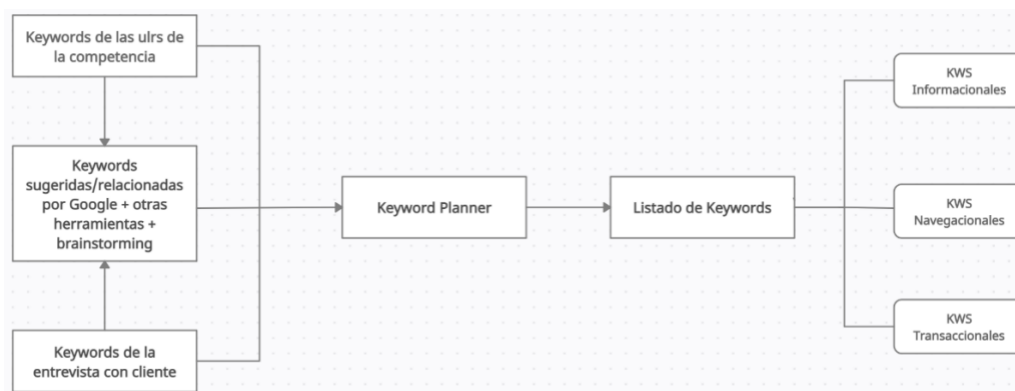 Keywords de las ulrs de
la competencia
Keywords
sugeridas/relacionadas
por Google + otras
herramientas +
brainstorming
Keywords de la
entrevista con cliente
Keyword Planner
Listado de Keywords
KWS
Informacionales
KWS
Navegacionales
KWS
Transaccionales